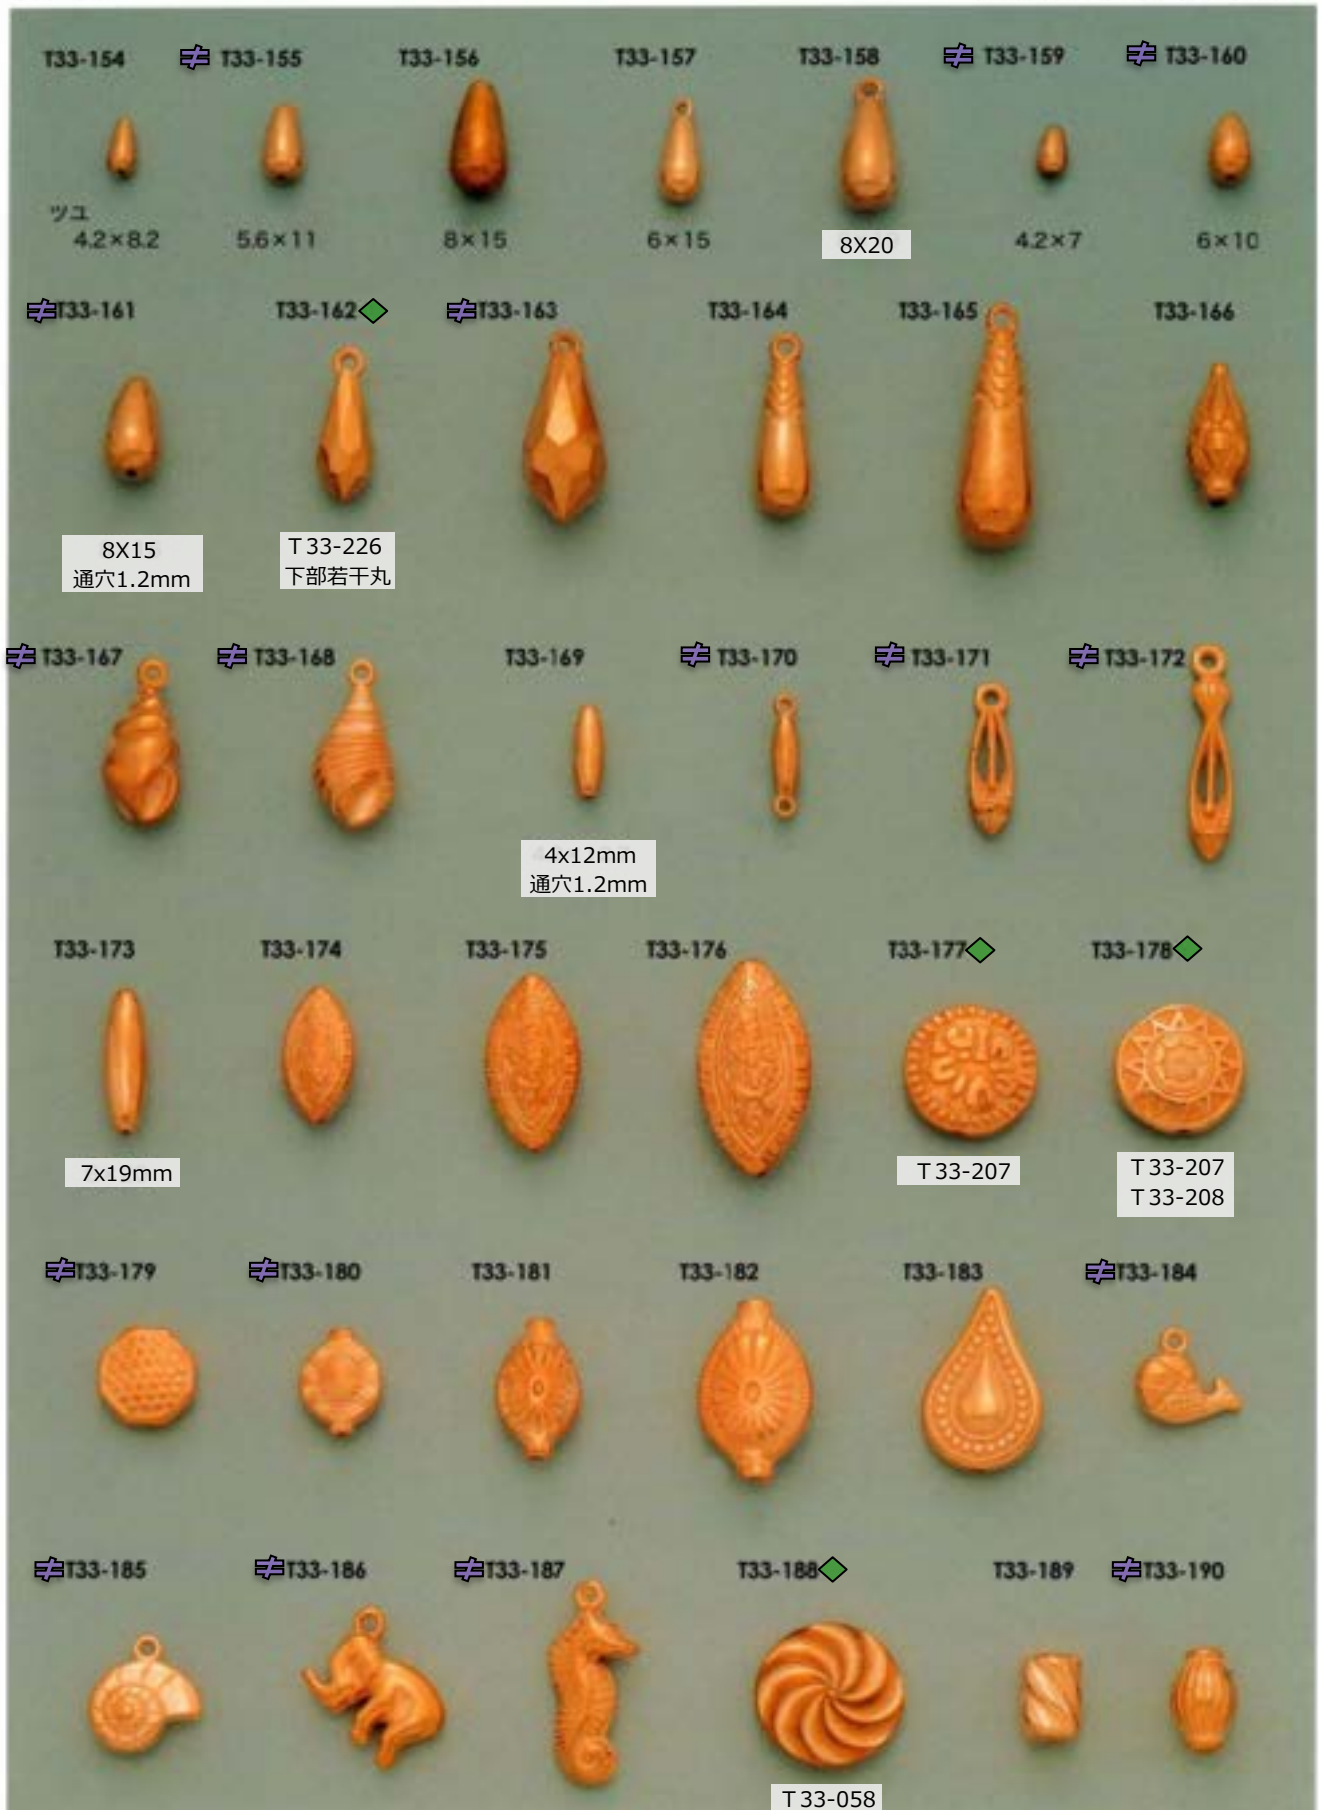 T33-154
≠ T33-155
T33-156
T33-157
T33-158
≠ T33-159
≠ T33-160
ツユ
4.2×8.2
5.6×11
8×15
6×15
8X20
4.2×7
6×10
≠T33-161
T33-162◆
≠T33-163
T33-164
T33-165
T33-166
8X15
通穴1.2mm
T33-226
下部若干丸
≠ T33-167
≠ T33-168
T33-169
≠ T33-170
≠ T33-171
≠ T33-172
4x12mm
通穴1.2mm
T33-173
T33-174
T33-175
T33-176
T33-177◆
T33-178◆
7x19mm
T33-207
T33-207
T33-208
≠T33-179
≠T33-180
T33-181
T33-182
T33-183
≠T33-184
≠T33-185
≠T33-186
≠T33-187
T33-188◆
T33-189
≠T33-190
T33-058